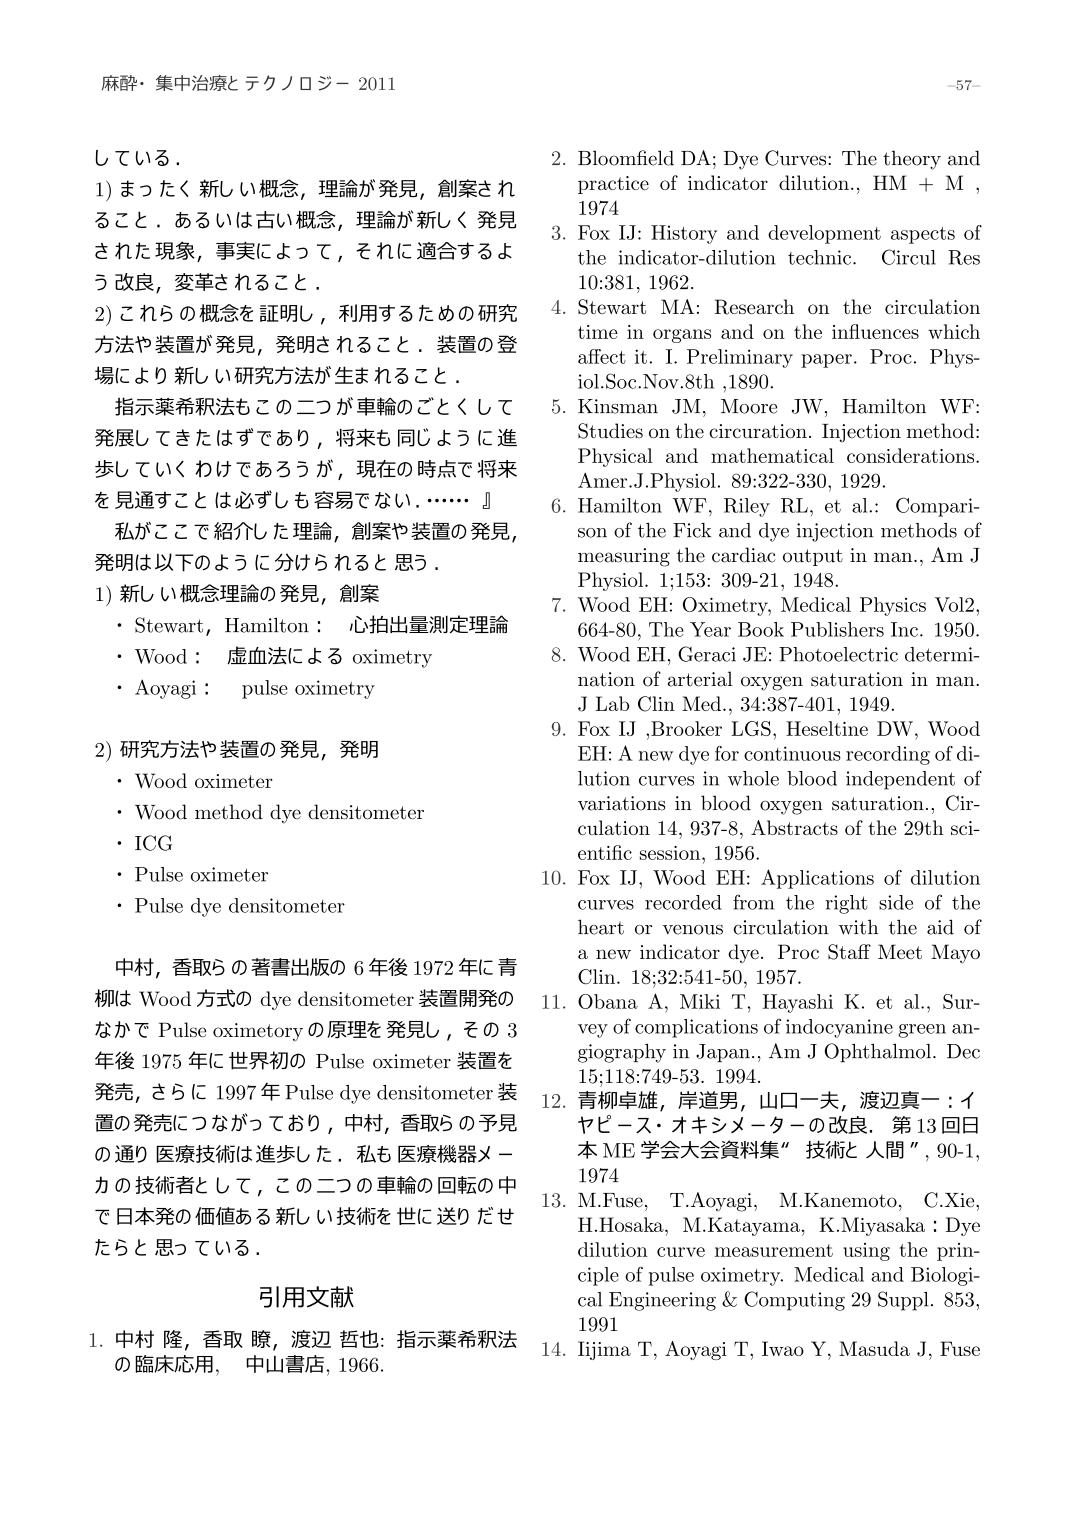 麻酔・集中治療とテクノロジー 2011
–57–
している．
1) まったく新しい概念，理論が発見，創案され
ること．あるいは古い概念，理論が新しく発見
された現象，事実によって，それに適合するよ
う改良，変革されること．
2) これらの概念を証明し，利用するための研究
方法や装置が発見，発明されること．装置の登
場により新しい研究方法が生まれること．
指示薬希釈法もこの二つが車輪のごとくして
発展してきたはずであり，将来も同じように進
歩していくわけであろうが，現在の時点で将来
を見通すことは必ずしも容易でない．…… 』
私がここで紹介した理論，創案や装置の発見，
発明は以下のように分けられると思う．
1) 新しい概念理論の発見，創案
・ Stewart，Hamilton： 心拍出量測定理論
・ Wood： 虚血法による oximetry
・ Aoyagi： pulse oximetry
2) 研究方法や装置の発見，発明
・ Wood oximeter
・ Wood method dye densitometer
・ ICG
・ Pulse oximeter
・ Pulse dye densitometer
中村，香取らの著書出版の 6 年後 1972 年に青
柳は Wood 方式の dye densitometer 装置開発の
なかで Pulse oximetory の原理を発見し，その 3
年後 1975 年に世界初の Pulse oximeter 装置を
発売，さらに 1997 年 Pulse dye densitometer 装
置の発売につながっており，中村，香取らの予見
の通り医療技術は進歩した．私も医療機器メー
カの技術者として，この二つの車輪の回転の中
で日本発の価値ある新しい技術を世に送りだせ
たらと思っている．
引用文献
1. 中村 隆，香取 瞭，渡辺 哲也: 指示薬希釈法
の臨床応用, 中山書店, 1966.
2. Bloomfield DA; Dye Curves: The theory and
practice of indicator dilution., HM + M ,
1974
3. Fox IJ: History and development aspects of
the indicator-dilution technic. Circul Res
10:381, 1962.
4. Stewart MA: Research on the circulation
time in organs and on the influences which
affect it. I. Preliminary paper. Proc. Phys-
iol.Soc.Nov.8th ,1890.
5. Kinsman JM, Moore JW, Hamilton WF:
Studies on the circuration. Injection method:
Physical and mathematical considerations.
Amer.J.Physiol. 89:322-330, 1929.
6. Hamilton WF, Riley RL, et al.: Compari-
son of the Fick and dye injection methods of
measuring the cardiac output in man., Am J
Physiol. 1;153: 309-21, 1948.
7. Wood EH: Oximetry, Medical Physics Vol2,
664-80, The Year Book Publishers Inc. 1950.
8. Wood EH, Geraci JE: Photoelectric determi-
nation of arterial oxygen saturation in man.
J Lab Clin Med., 34:387-401, 1949.
9. Fox IJ ,Brooker LGS, Heseltine DW, Wood
EH: A new dye for continuous recording of di-
lution curves in whole blood independent of
variations in blood oxygen saturation., Cir-
culation 14, 937-8, Abstracts of the 29th sci-
entific session, 1956.
10. Fox IJ, Wood EH: Applications of dilution
curves recorded from the right side of the
heart or venous circulation with the aid of
a new indicator dye. Proc Staff Meet Mayo
Clin. 18;32:541-50, 1957.
11. Obana A, Miki T, Hayashi K. et al., Sur-
vey of complications of indocyanine green an-
giography in Japan., Am J Ophthalmol. Dec
15;118:749-53. 1994.
12. 青柳卓雄，岸道男，山口一夫，渡辺真一：イ
ヤピース・オキシメーターの改良． 第 13 回日
本 ME 学会大会資料集“ 技術と人間 ”, 90-1,
1974
13. M.Fuse, T.Aoyagi, M.Kanemoto, C.Xie,
H.Hosaka, M.Katayama, K.Miyasaka：Dye
dilution curve measurement using the prin-
ciple of pulse oximetry. Medical and Biologi-
cal Engineering & Computing 29 Suppl. 853,
1991
14. Iijima T, Aoyagi T, Iwao Y, Masuda J, Fuse